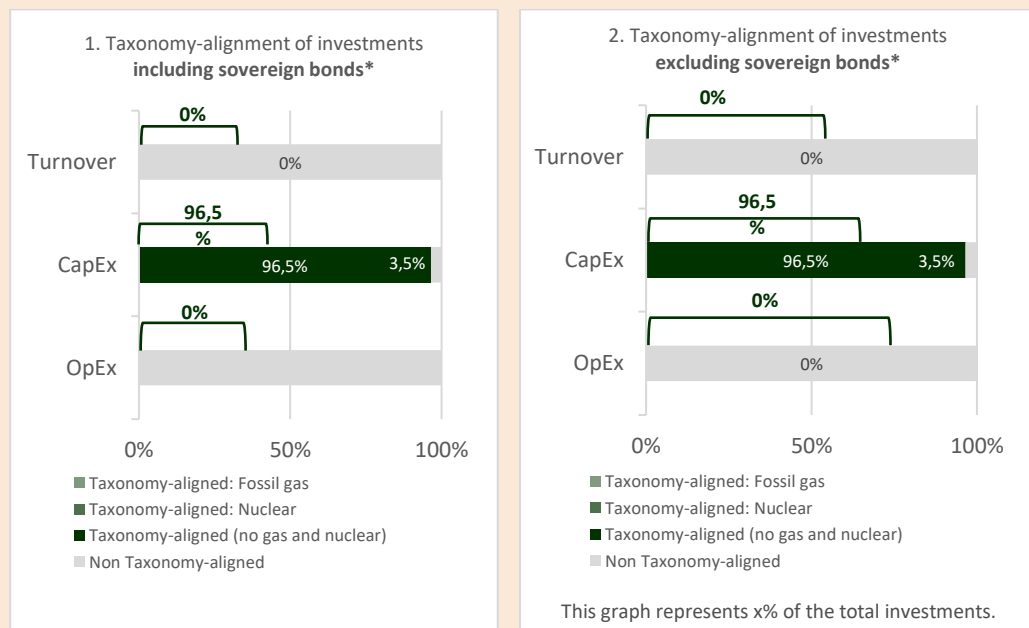 1. Taxonomy-alignment of investments
including sovereign bonds*
0%
Turnover
0%
96,5
%
CapEx
96,5%
3,5%
0%
OpEx
0%
50%
100%
Taxonomy-aligned: Fossil gas
Taxonomy-aligned: Nuclear
Taxonomy-aligned (no gas and nuclear)
Non Taxonomy-aligned
2. Taxonomy-alignment of investments
excluding sovereign bonds*
0%
Turnover
0%
96,5
%
CapEx
96,5%
3,5%
0%
OpEx
0%
0%
50%
100%
Taxonomy-aligned: Fossil gas
Taxonomy-aligned: Nuclear
Taxonomy-aligned (no gas and nuclear)
Non Taxonomy-aligned
This graph represents x% of the total investments.